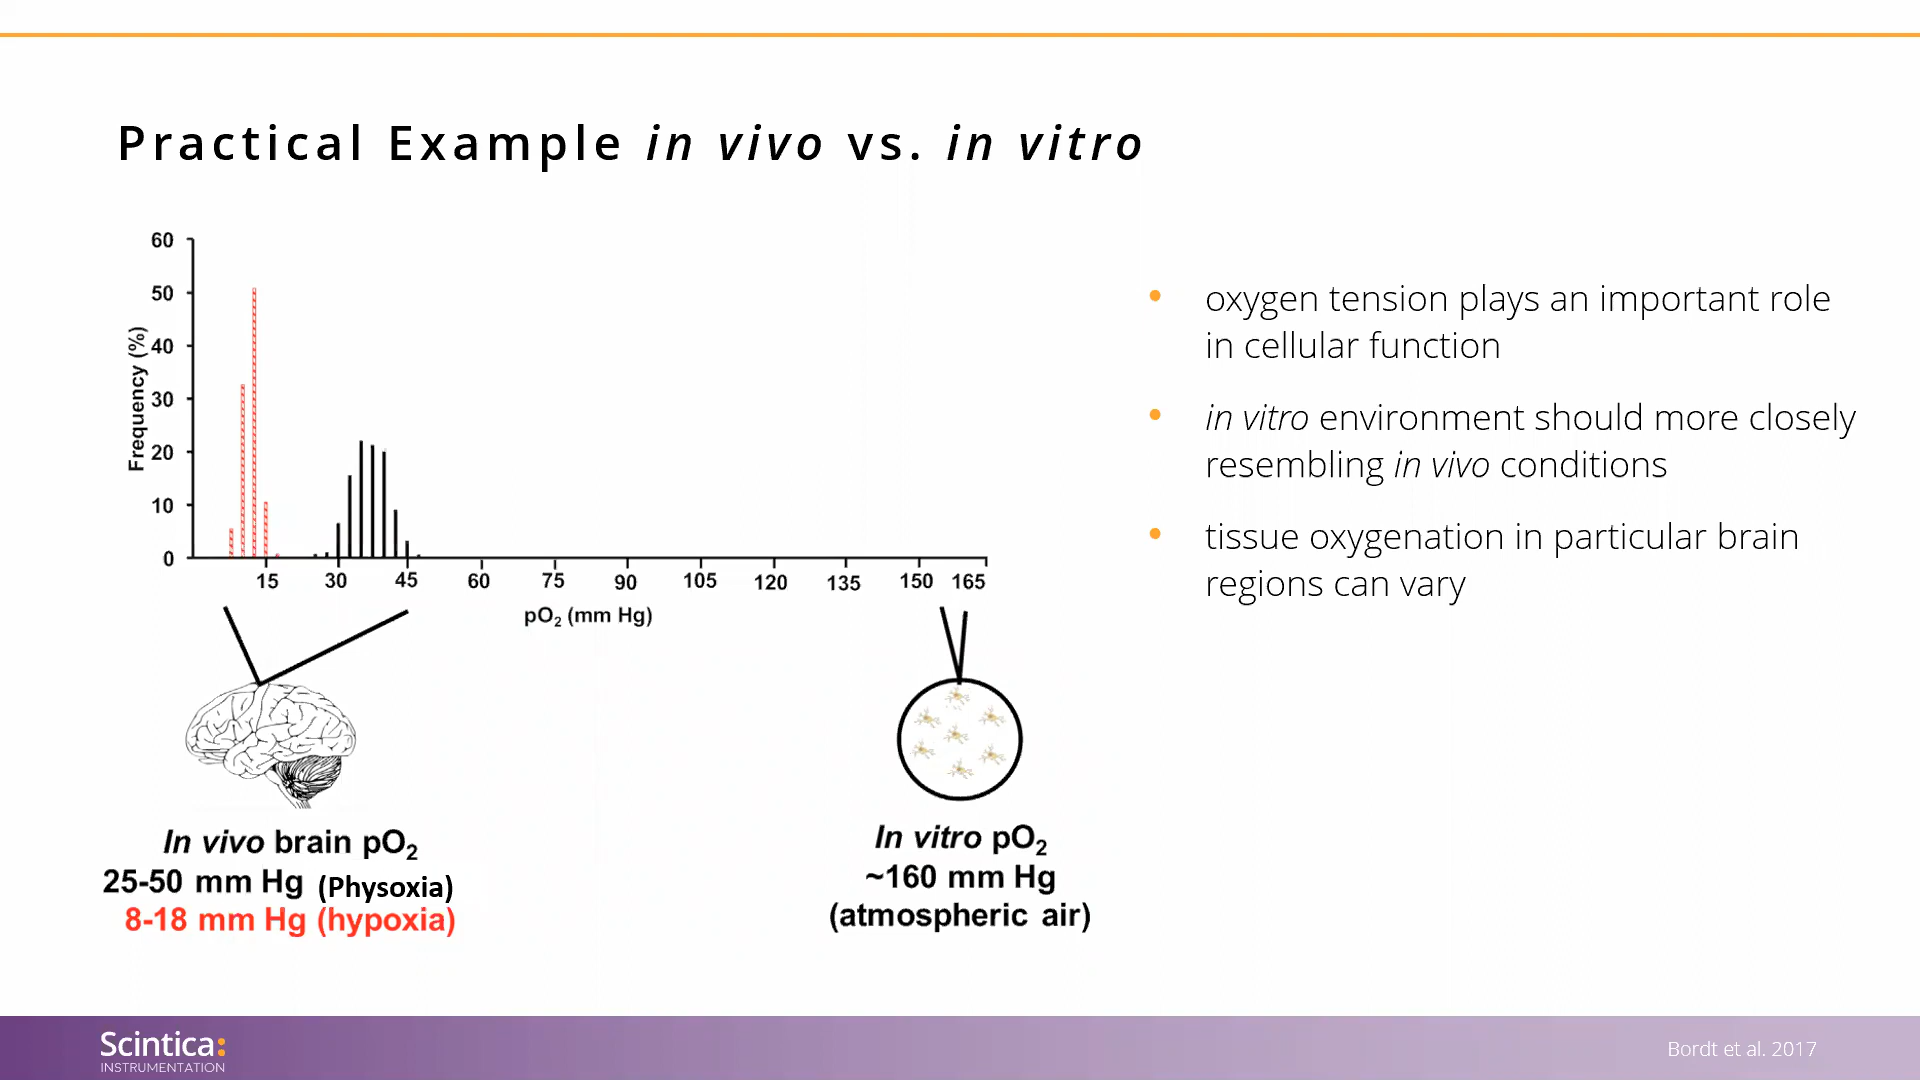 Practical Example in vivo vs. in vitro
60
50
40
30
20
10
0
Frequency (%)
15 30 45 60 75 90 105 120 135 150 165
pO₂ (mm Hg)
In vivo brain pO₂
25-50 mm Hg (Physoxia)
8-18 mm Hg (hypoxia)
In vitro pO₂
~160 mm Hg
(atmospheric air)
• oxygen tension plays an important role
in cellular function
• in vitro environment should more closely
resembling in vivo conditions
• tissue oxygenation in particular brain
regions can vary
Scintica:
INSTRUMENTATION
Bordt et al. 2017